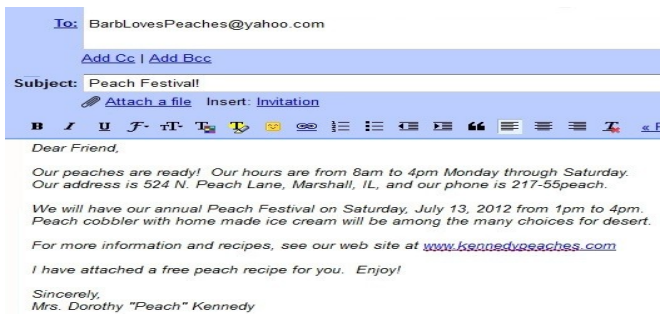 To: BarbLovesPeaches@yahoo.com
Add Cc | Add Bcc
Subject: Peach Festival!
Attach a file Insert: Invitation
B I U
Dear Friend,
Our peaches are ready! Our hours are from 8am to 4pm Monday through Saturday.
Our address is 524 N. Peach Lane, Marshall, IL, and our phone is 217-55peach.
We will have our annual Peach Festival on Saturday, July 13, 2012 from 1pm to 4pm.
Peach cobbler with home made ice cream will be among the many choices for desert.
For more information and recipes, see our web site at www.kennedypeaches.com
I have attached a free peach recipe for you. Enjoy!
Sincerely,
Mrs. Dorothy "Peach" Kennedy